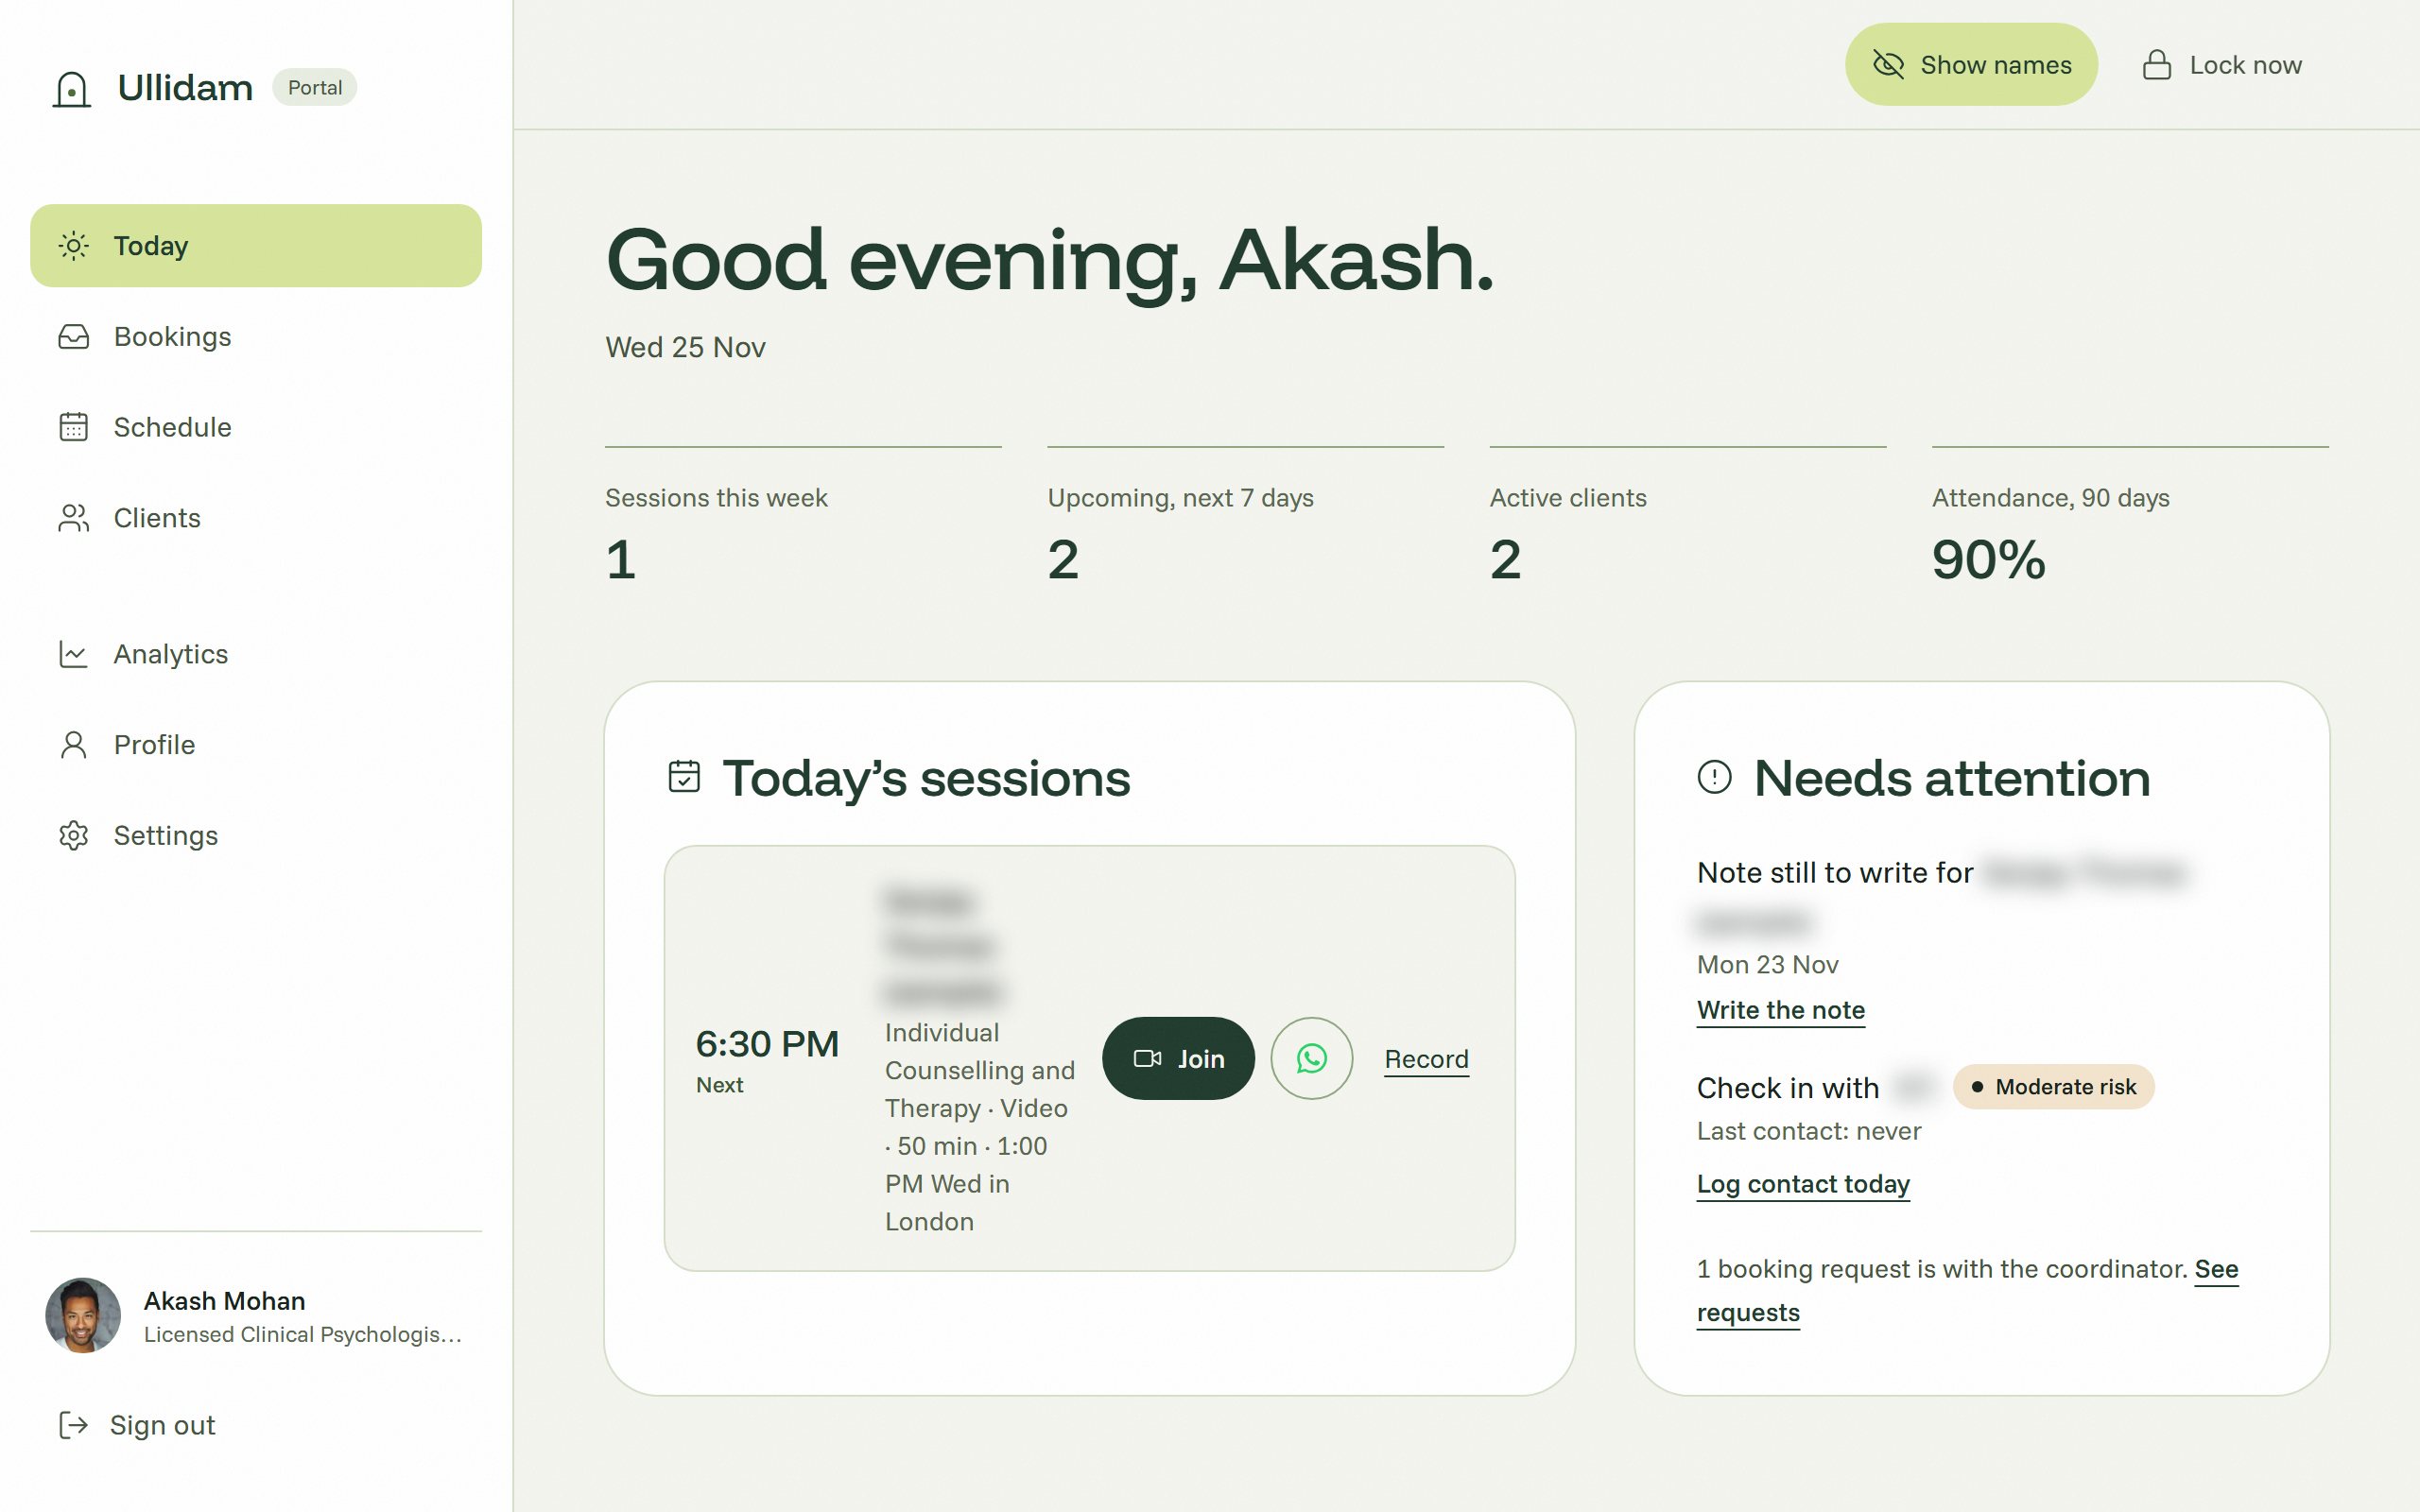 Ullidam Portal
Show names
Lock now
Today
Bookings
Schedule
Clients
Analytics
Profile
Settings
Akash Mohan
Licensed Clinical Psychologis...
Sign out
Good evening, Akash.
Wed 25 Nov
Sessions this week
1
Upcoming, next 7 days
2
Active clients
2
Attendance, 90 days
90%
Today’s sessions
6:30 PM
Next
Individual
Counselling and
Therapy · Video
· 50 min · 1:00
PM Wed in
London
Join
Record
Needs attention
Note still to write for
Mon 23 Nov
Write the note
Check in with
Moderate risk
Last contact: never
Log contact today
1 booking request is with the coordinator. See
requests